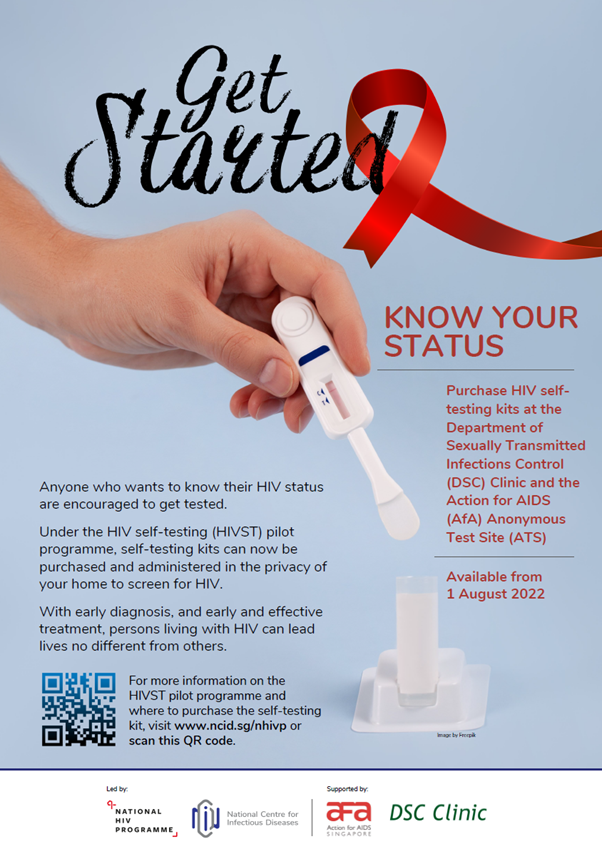 Get
Started
KNOW YOUR
STATUS
Purchase HIV self-
testing kits at the
Department of
Sexually Transmitted
Infections Control
(DSC) Clinic and the
Action for AIDS
(AfA) Anonymous
Test Site (ATS)
Available from
1 August 2022
Anyone who wants to know their HIV status
are encouraged to get tested.
Under the HIV self-testing (HIVST) pilot
programme, self-testing kits can now be
purchased and administered in the privacy of
your home to screen for HIV.
With early diagnosis, and early and effective
treatment, persons living with HIV can lead
lives no different from others.
For more information on the
HIVST pilot programme and
where to purchase the self-testing
kit, visit www.ncid.sg/nhivp or
scan this QR code.
Image by Freepik
Led by:
NATIONAL
HIV
PROGRAMME
National Centre for
Infectious Diseases
Supported by:
afa
Action for AIDS
SINGAPORE
DSC Clinic
C
T